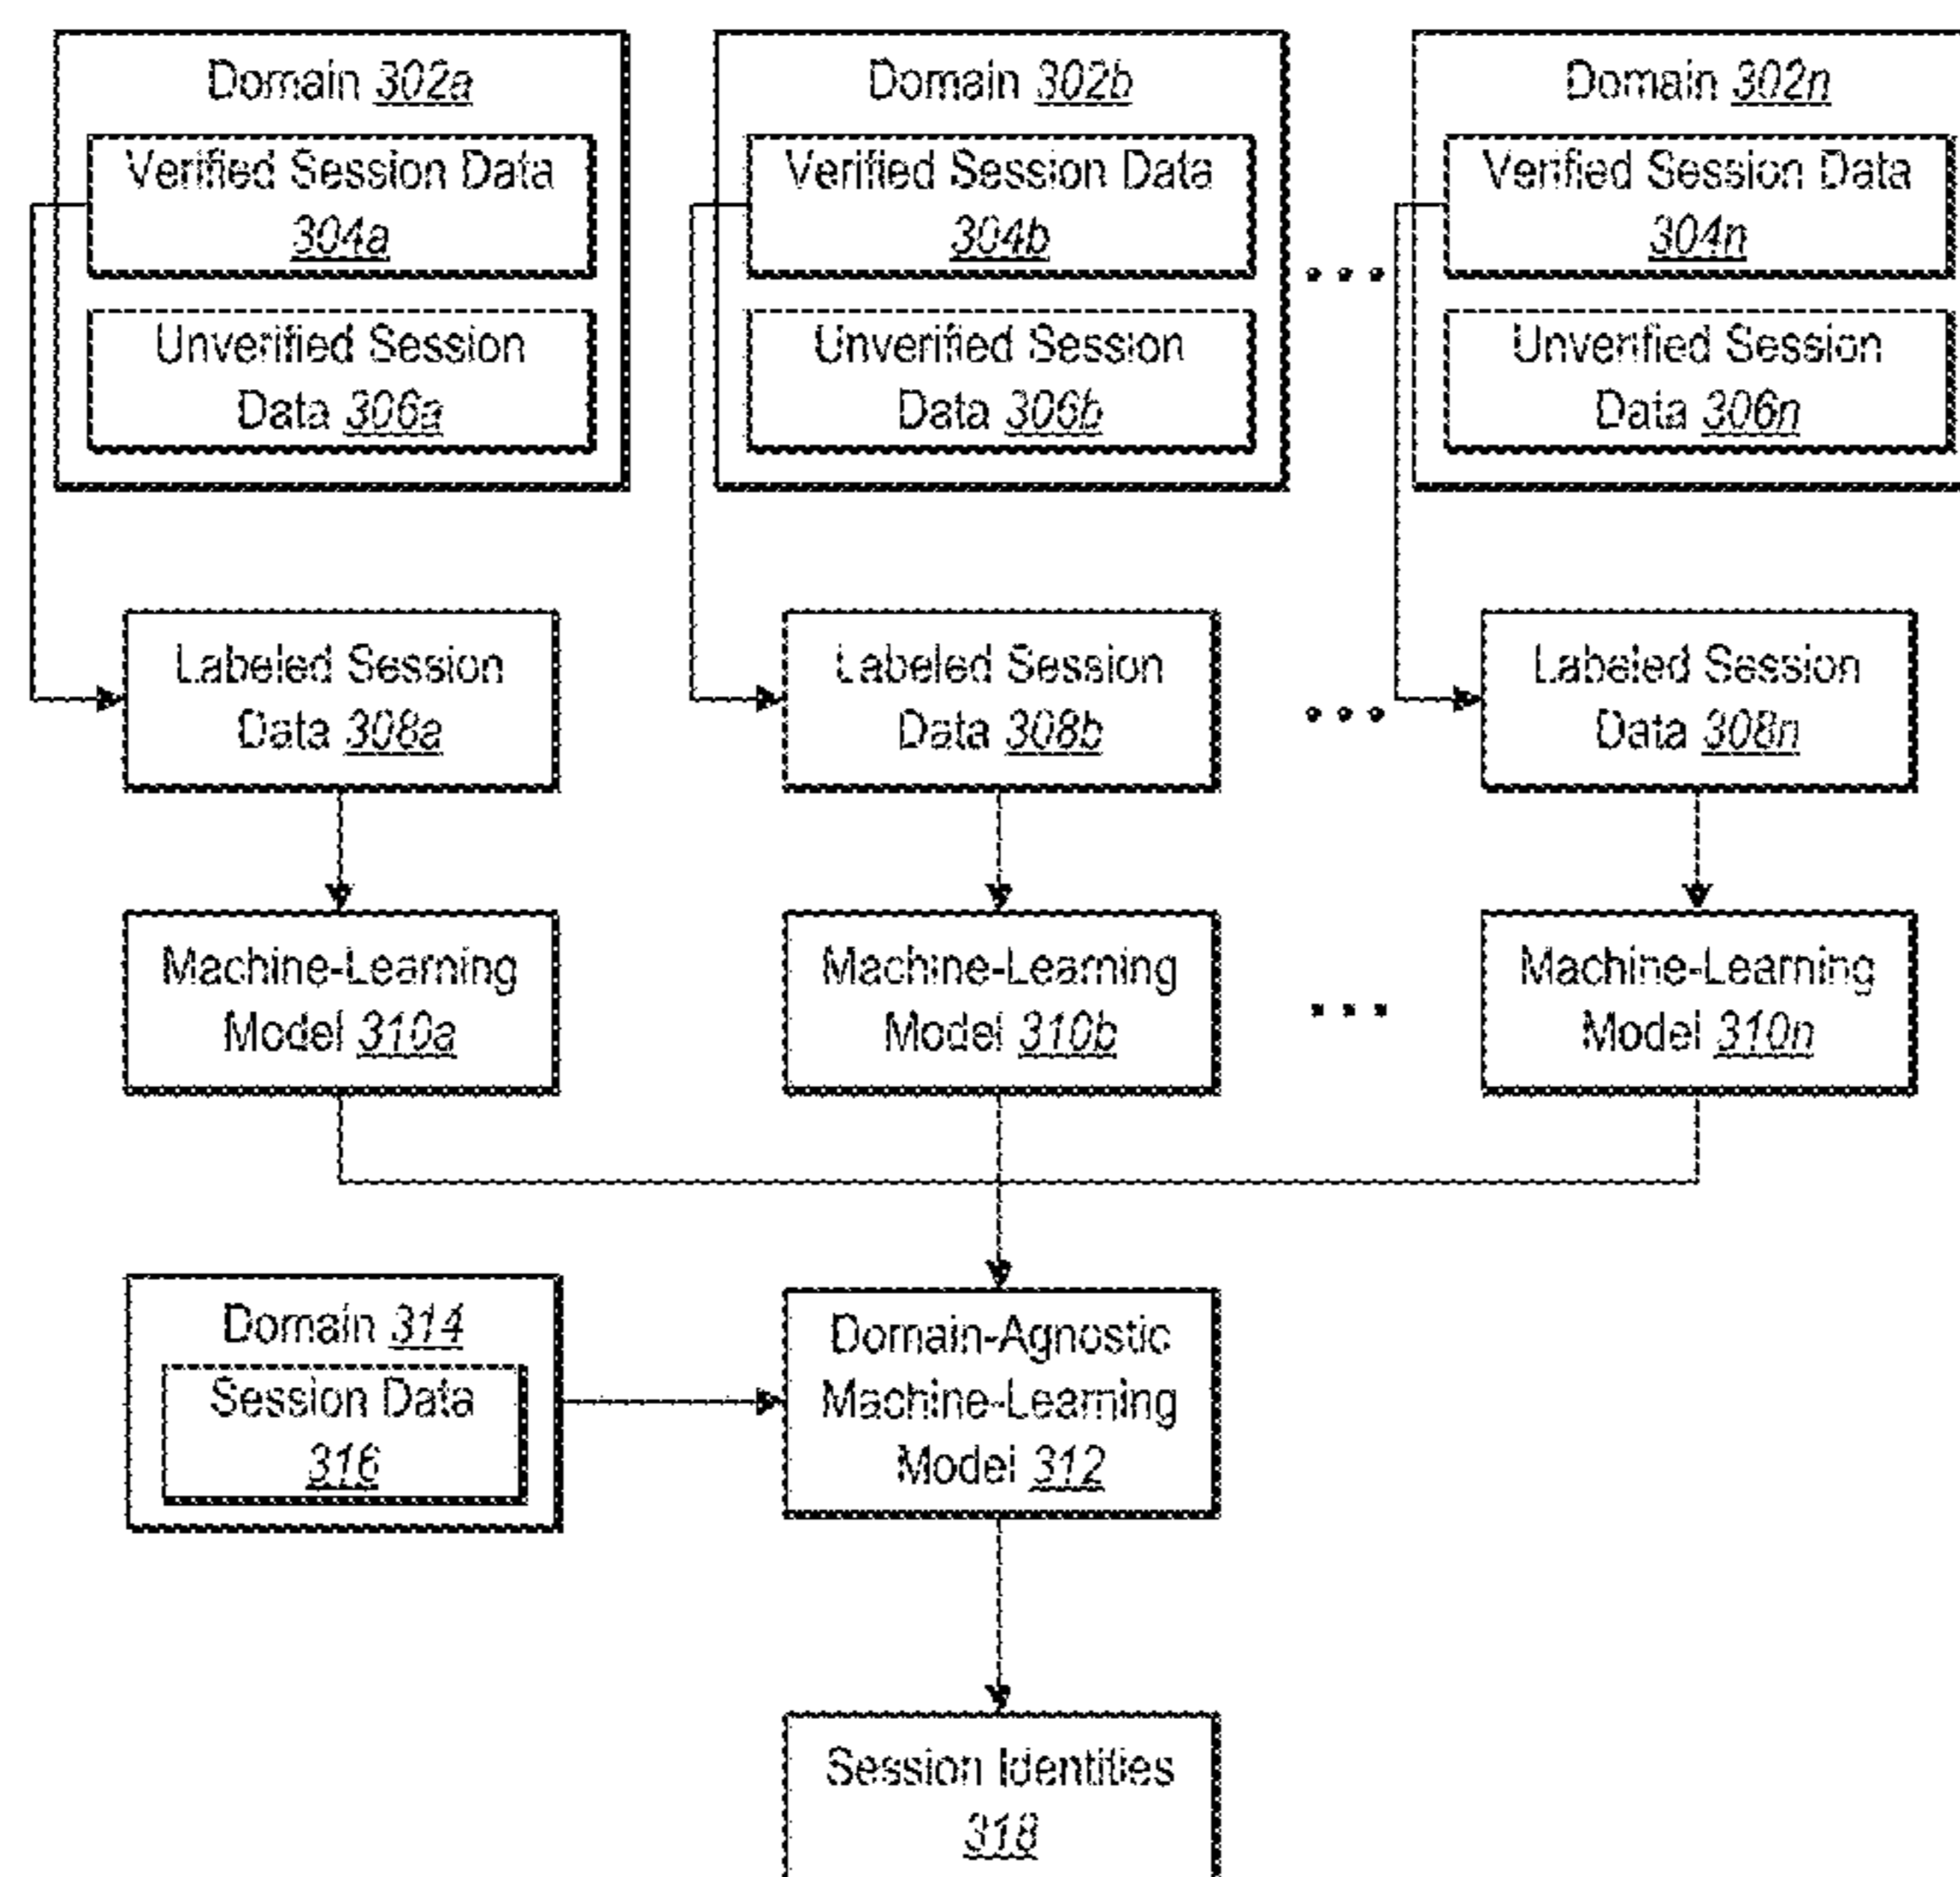 Domain 302a
Verified Session Data
304a
Unverified Session
Data 306a
Domain 302b
Verified Session Data
304b
Unverified Session
Data 306b
...
Domain 302n
Verified Session Data
304n
Unverified Session
Data 306n
Labeled Session
Data 308a
Labeled Session
Data 308b
...
Labeled Session
Data 308n
Machine-Learning
Model 310a
Machine-Learning
Model 310b
...
Machine-Learning
Model 310n
Domain 314
Session Data
316
Domain-Agnostic
Machine-Learning
Model 312
Session Identities
318